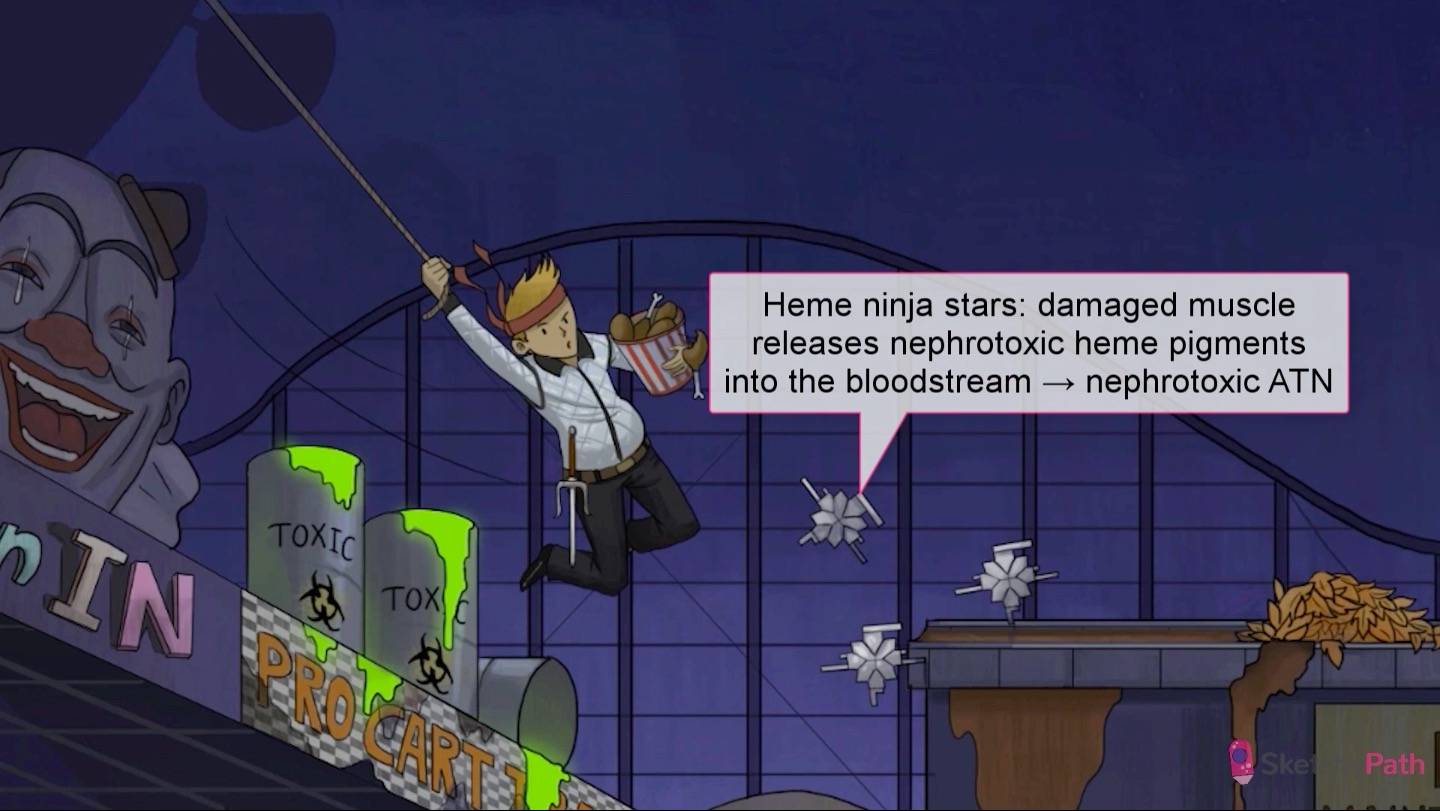 Heme ninja stars: damaged muscle
releases nephrotoxic heme pigments
into the bloodstream → nephrotoxic ATN
TOXIC
TOXIC
IN
PRO CART
Path